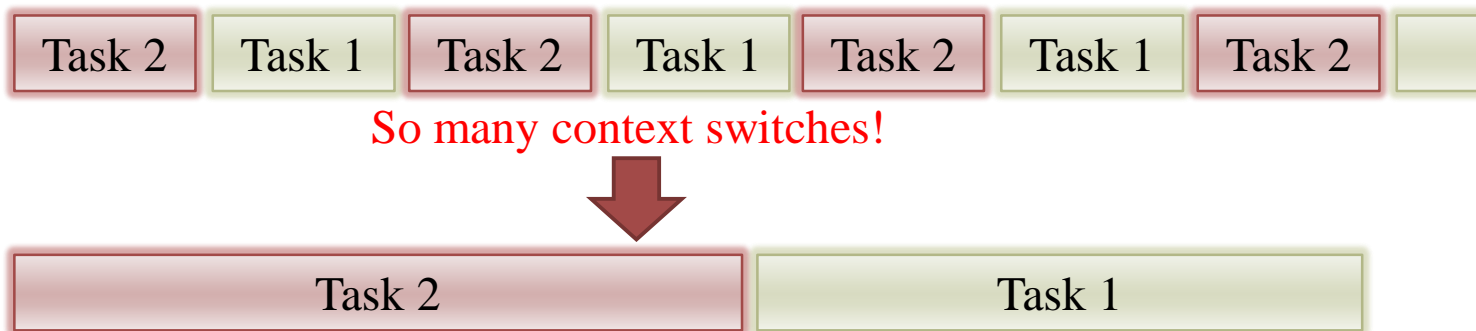 Task 2 Task 1 Task 2 Task 1 Task 2 Task 1 Task 2
So many context switches!
Task 2 Task 1